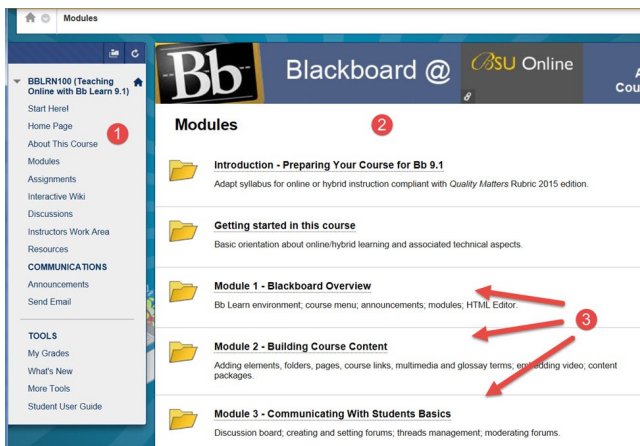 Modules
BBLRN100 (Teaching
Online with Bb Learn 9.1)
Start Here!
Home Page
About This Course
1
Modules
Assignments
Interactive Wiki
Discussions
Instructors Work Area
Resources
COMMUNICATIONS
Announcements
Send Email
TOOLS
My Grades
What's New
More Tools
Student User Guide
Bb
Blackboard @
BSU Online
A
Cou
Modules
2
Introduction - Preparing Your Course for Bb 9.1
Adapt syllabus for online or hybrid instruction compliant with Quality Matters Rubric 2015 edition.
Getting started in this course
Basic orientation about online/hybrid learning and associated technical aspects.
Module 1 - Blackboard Overview
Bb Learn environment; course menu; announcements; modules; HTML Editor.
3
Module 2 - Building Course Content
Adding elements, folders, pages, course links, multimedia and glossay terms; embedding video; content
packages.
Module 3 - Communicating With Students Basics
Discussion board; creating and setting forums; threads management; moderating forums.